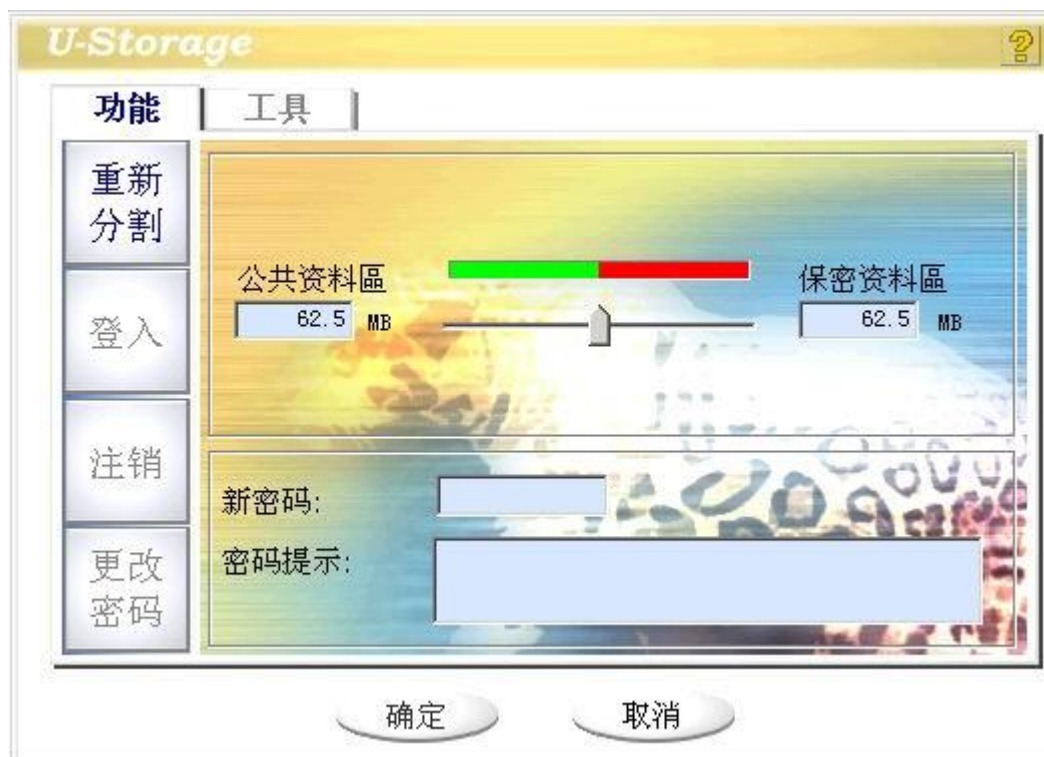 U-Storage
?
功能
工具
重新
分割
登入
注销
更改
密码
公共资料區
62.5 MB
保密资料區
62.5 MB
新密码:
密码提示:
确定
取消